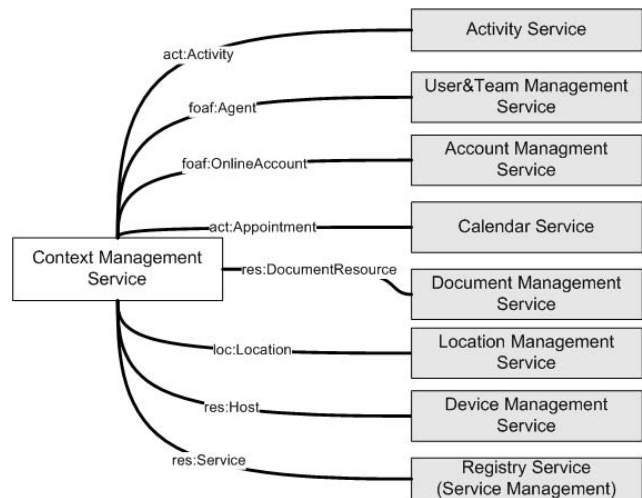 Activity Service
act:Activity
User&Team Management
Service
foaf:Agent
Account Managment
Service
foaf:OnlineAccount
act:Appointment
Calendar Service
Context Management
Service
res:DocumentResource
Document Management
Service
loc:Location
Location Management
Service
res:Host
Device Management
Service
res:Service
Registry Service
(Service Management)